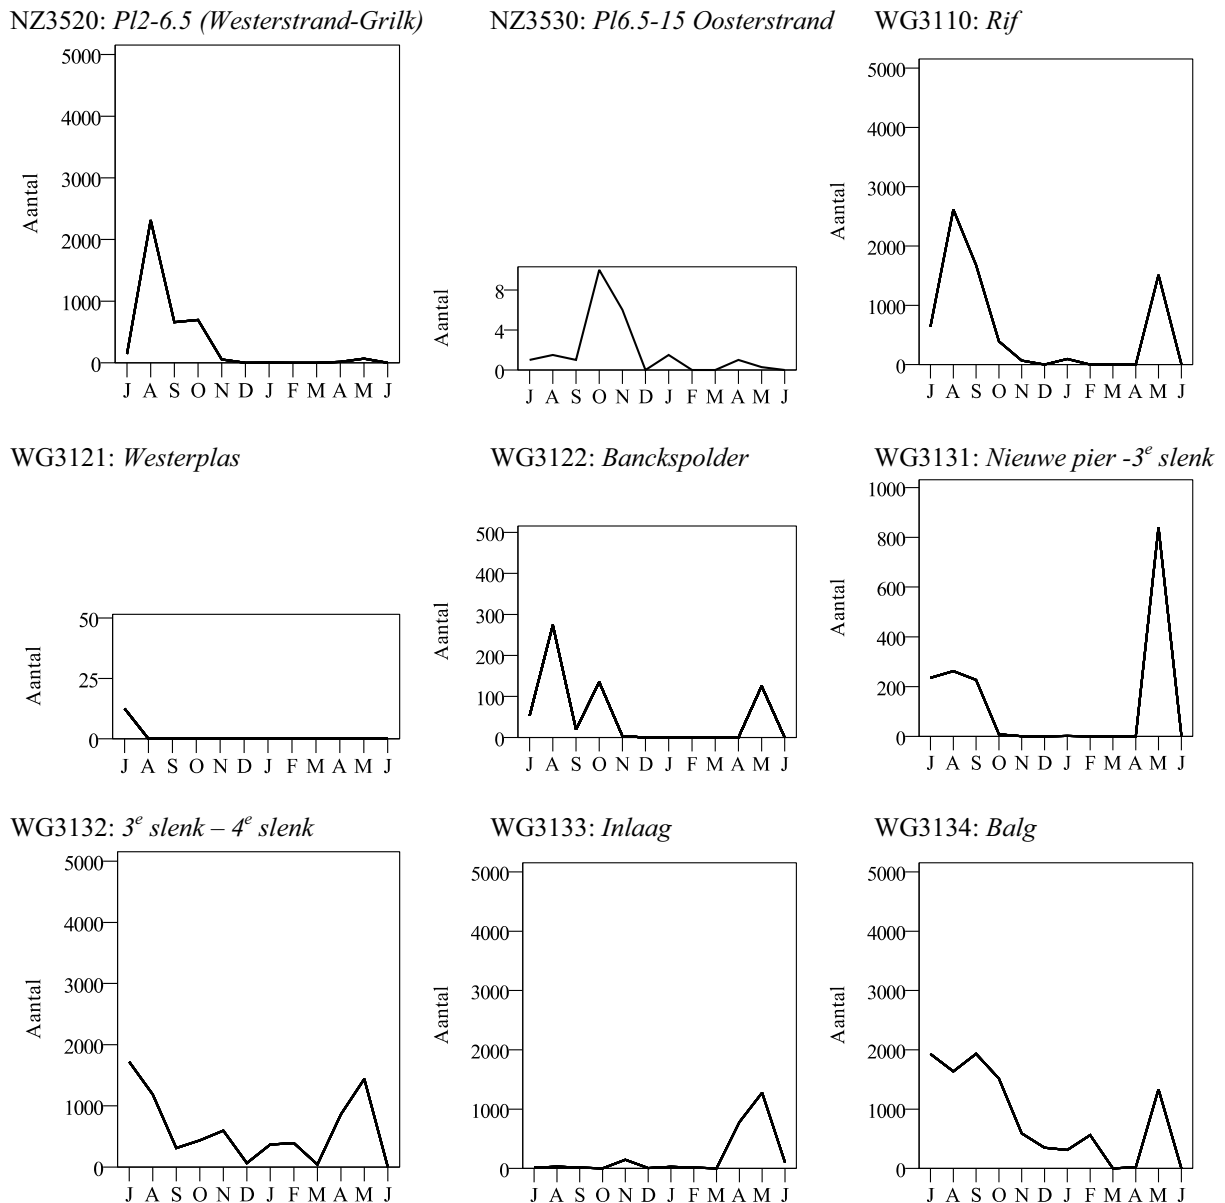 NZ3520: Pl2-6.5 (Westerstrand-Grilk)
5000
4000
3000
2000
1000
0
Aantal
J A S O N D J F M A M J
NZ3530: Pl6.5-15 Oosterstrand
8
4
0
Aantal
J A S O N D J F M A M J
WG3110: Rif
5000
4000
3000
2000
1000
0
Aantal
J A S O N D J F M A M J
WG3121: Westerplas
50
25
0
Aantal
J A S O N D J F M A M J
WG3122: Banckspolder
500
400
300
200
100
0
Aantal
J A S O N D J F M A M J
WG3131: Nieuwe pier -3e slenk
1000
800
600
400
200
0
Aantal
J A S O N D J F M A M J
WG3132: 3e slenk – 4e slenk
5000
4000
3000
2000
1000
0
Aantal
J A S O N D J F M A M J
WG3133: Inlaag
5000
4000
3000
2000
1000
0
Aantal
J A S O N D J F M A M J
WG3134: Balg
5000
4000
3000
2000
1000
0
Aantal
J A S O N D J F M A M J